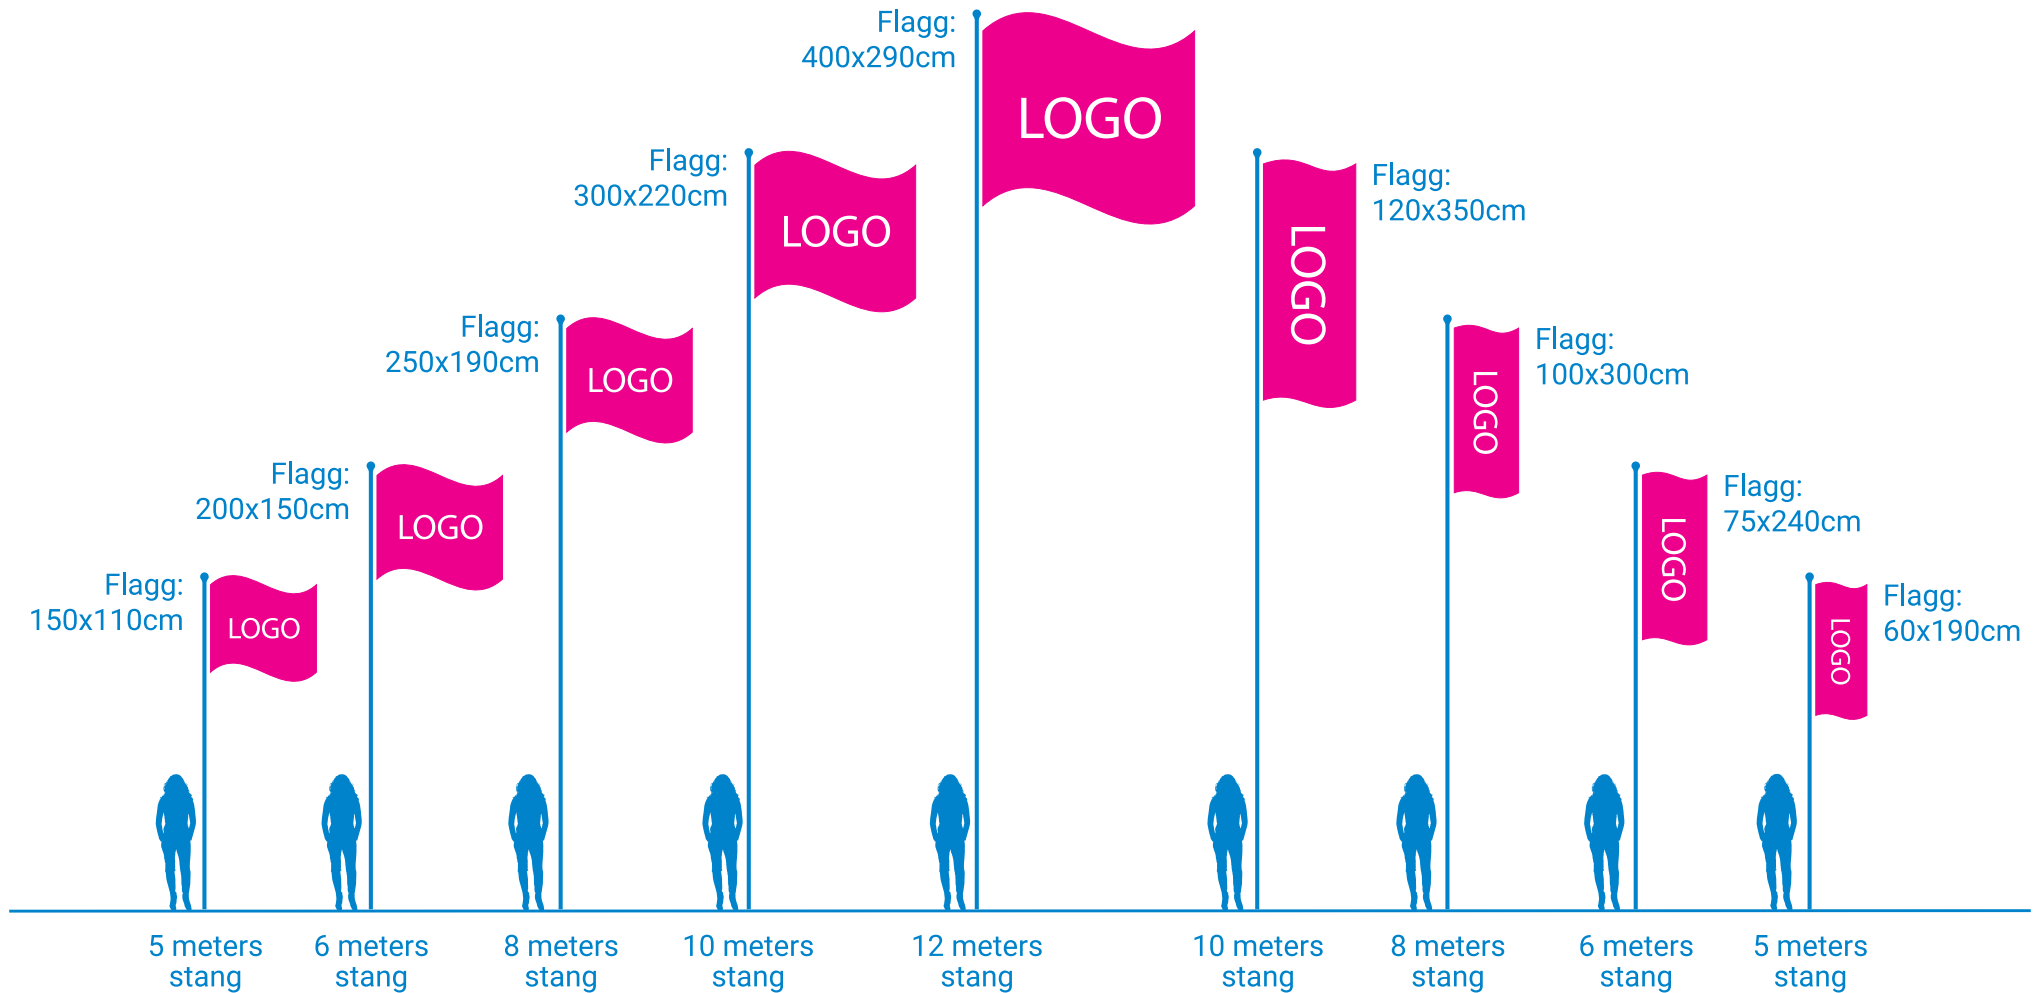 Flagg:
400x290cm
LOGO
Flagg:
300x220cm
LOGO
Flagg:
120x350cm
LOGO
Flagg:
250x190cm
LOGO
Flagg:
100x300cm
LOGO
Flagg:
200x150cm
LOGO
Flagg:
75x240cm
LOGO
Flagg:
150x110cm
LOGO
Flagg:
60x190cm
LOGO
5 meters
stang
6 meters
stang
8 meters
stang
10 meters
stang
12 meters
stang
10 meters
stang
8 meters
stang
6 meters
stang
5 meters
stang